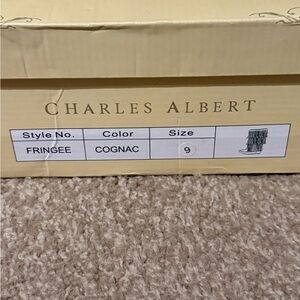 CHARLES ALBERT
Style No. Color Size
FRINGEE COGNAC 9